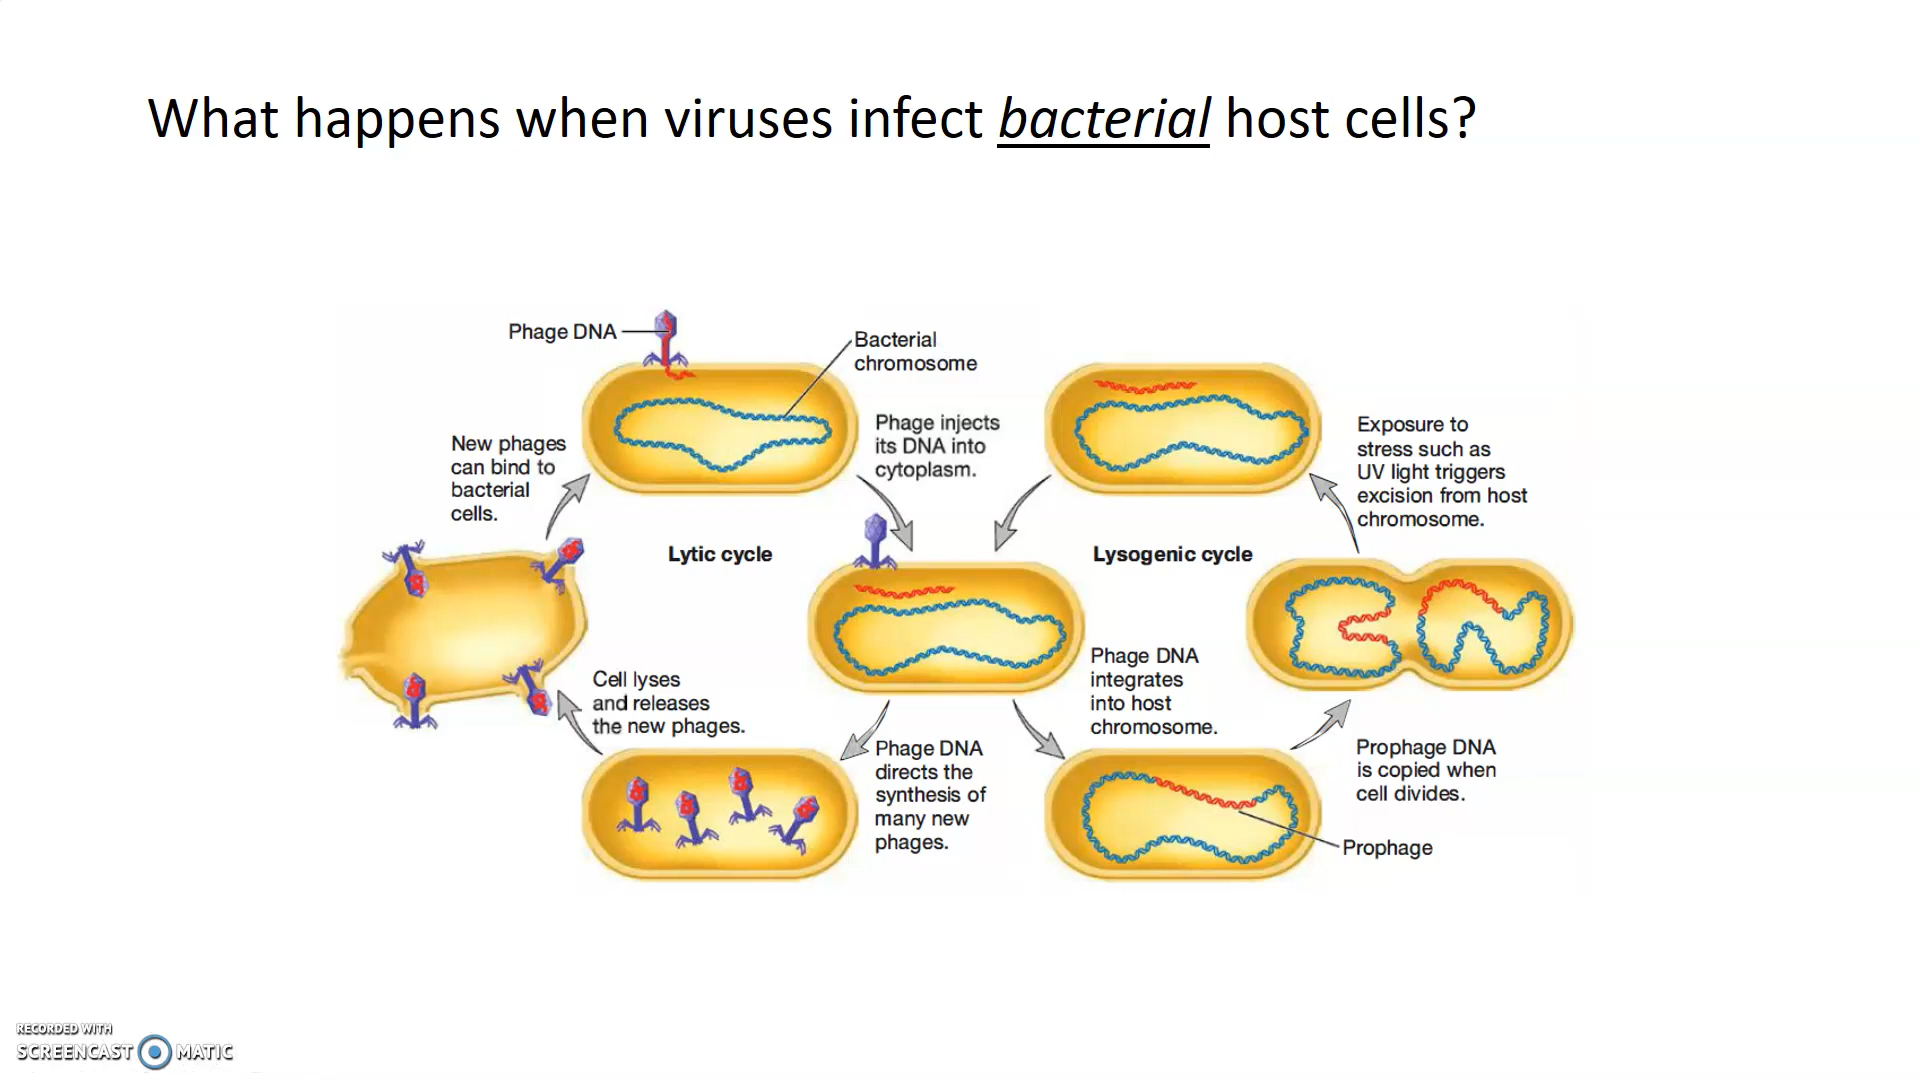 What happens when viruses infect bacterial host cells?
Phage DNA
Bacterial
chromosome
Phage injects
its DNA into
cytoplasm.
New phages
can bind to
bacterial
cells.
Exposure to
stress such as
UV light triggers
excision from host
chromosome.
Lytic cycle
Lysogenic cycle
Cell lyses
and releases
the new phages.
Phage DNA
integrates
into host
chromosome.
Phage DNA
directs the
synthesis of
many new
phages.
Prophage DNA
is copied when
cell divides.
Prophage
RECORDED WITH
SCREENCAST MATIC